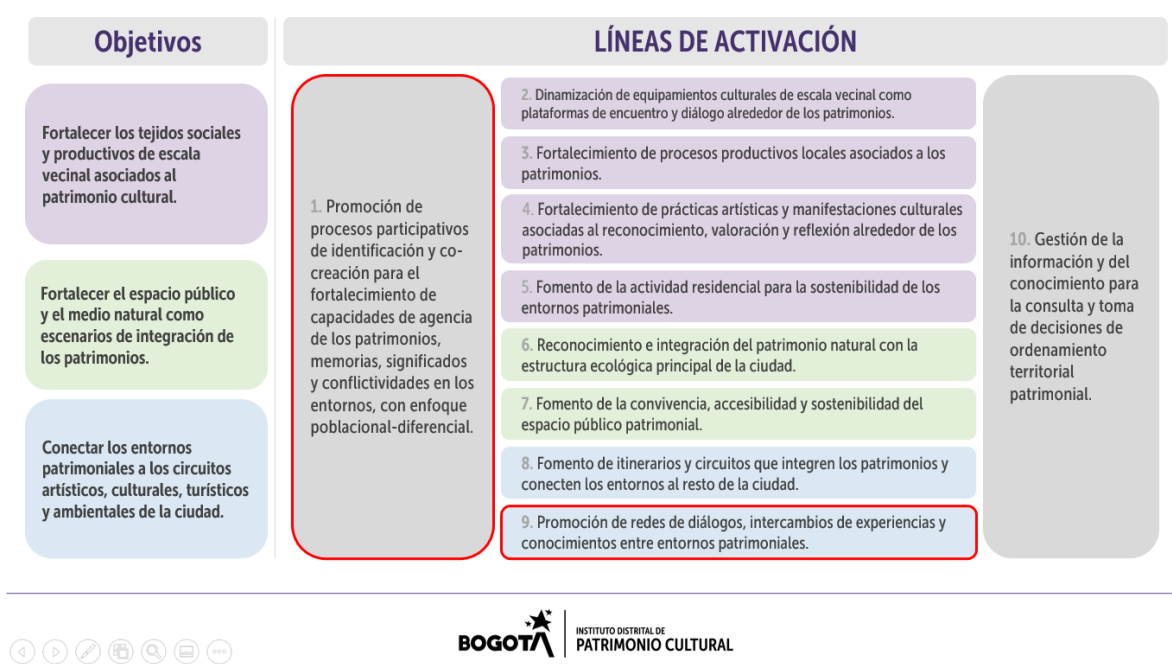 Objetivos
LÍNEAS DE ACTIVACIÓN
Fortalecer los tejidos sociales
y productivos de escala
vecinal asociados al
patrimonio cultural.
Fortalecer el espacio público
y el medio natural como
escenarios de integración de
los patrimonios.
Conectar los entornos
patrimoniales a los circuitos
artísticos, culturales, turísticos
y ambientales de la ciudad.
1. Promoción de
procesos participativos
de identificación y co-
creación para el
fortalecimiento de
capacidades de agencia
de los patrimonios,
memorias, significados
y conflictividades en los
entornos, con enfoque
poblacional-diferencial.
2. Dinamización de equipamientos culturales de escala vecinal como
plataformas de encuentro y diálogo alrededor de los patrimonios.
3. Fortalecimiento de procesos productivos locales asociados a los
patrimonios.
4. Fortalecimiento de prácticas artísticas y manifestaciones culturales
asociadas al reconocimiento, valoración y reflexión alrededor de los
patrimonios.
5. Fomento de la actividad residencial para la sostenibilidad de los
entornos patrimoniales.
6. Reconocimiento e integración del patrimonio natural con la
estructura ecológica principal de la ciudad.
7. Fomento de la convivencia, accesibilidad y sostenibilidad del
espacio público patrimonial.
8. Fomento de itinerarios y circuitos que integren los patrimonios y
conecten los entornos al resto de la ciudad.
9. Promoción de redes de diálogos, intercambios de experiencias y
conocimientos entre entornos patrimoniales.
10. Gestión de la
información y del
conocimiento para
la consulta y toma
de decisiones de
ordenamiento
territorial
patrimonial.
BOGOTÁ
INSTITUTO DISTRITAL DE
PATRIMONIO CULTURAL